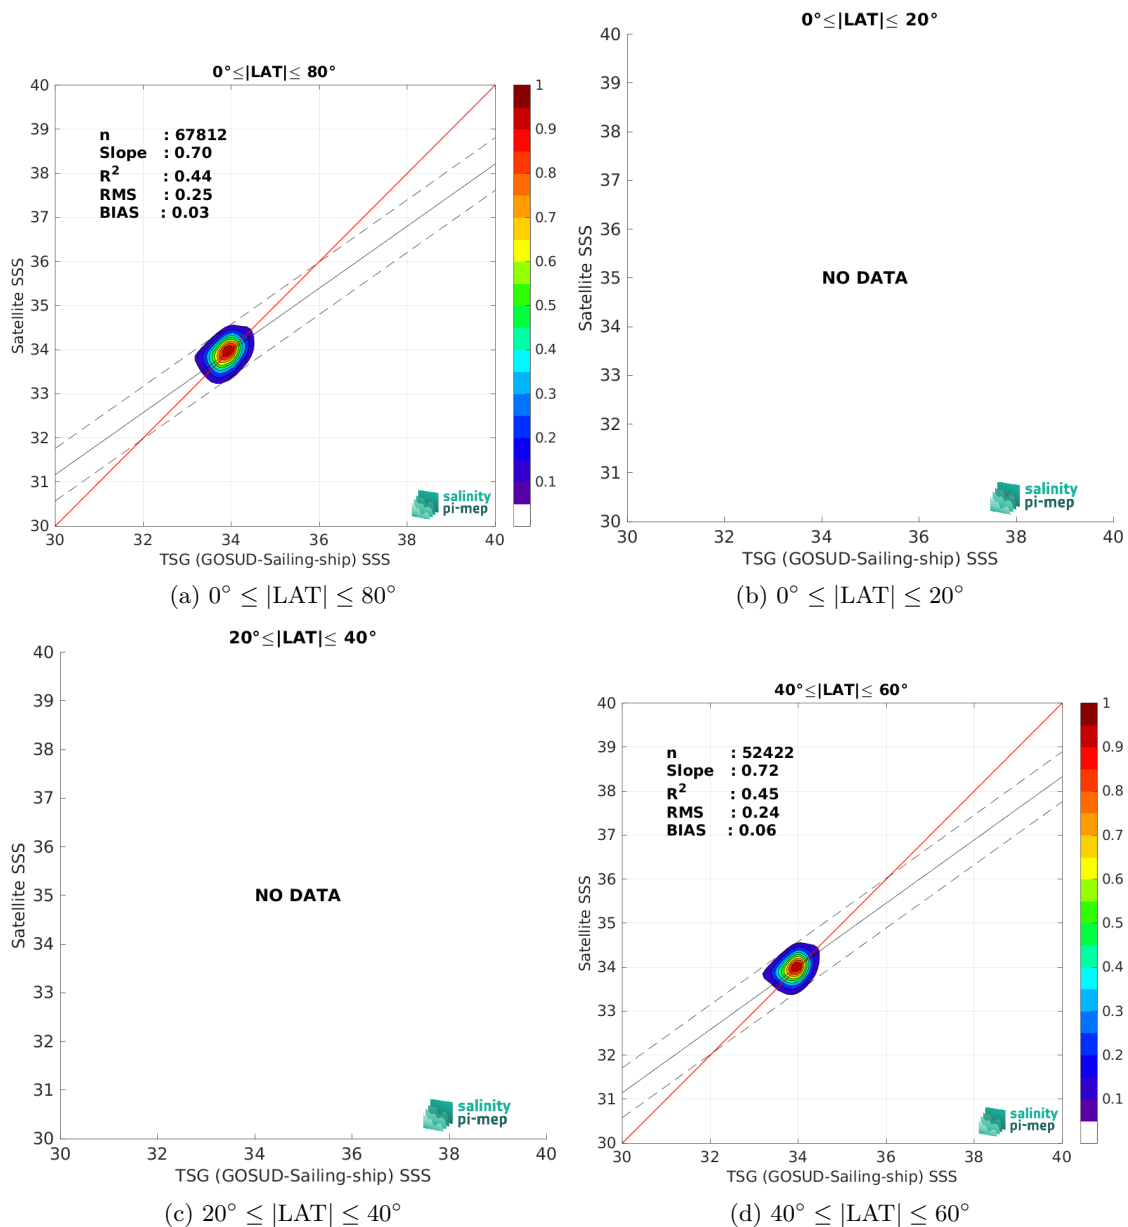 0°≤|LAT|≤ 80°
40
39
38
37
36
35
34
33
32
31
30
Satellite SSS
n : 67812
Slope : 0.70
R² : 0.44
RMS : 0.25
BIAS : 0.03
1
0.9
0.8
0.7
0.6
0.5
0.4
0.3
0.2
0.1
salinity
pi-mep
30 32 34 36 38 40
TSG (GOSUD-Sailing-ship) SSS
(a) 0° ≤ |LAT| ≤ 80°
0°≤|LAT|≤ 20°
40
39
38
37
36
35
34
33
32
31
30
Satellite SSS
NO DATA
salinity
pi-mep
30 32 34 36 38 40
TSG (GOSUD-Sailing-ship) SSS
(b) 0° ≤ |LAT| ≤ 20°
20°≤|LAT|≤ 40°
40
39
38
37
36
35
34
33
32
31
30
Satellite SSS
NO DATA
salinity
pi-mep
30 32 34 36 38 40
TSG (GOSUD-Sailing-ship) SSS
(c) 20° ≤ |LAT| ≤ 40°
40°≤|LAT|≤ 60°
40
39
38
37
36
35
34
33
32
31
30
Satellite SSS
n : 52422
Slope : 0.72
R² : 0.45
RMS : 0.24
BIAS : 0.06
1
0.9
0.8
0.7
0.6
0.5
0.4
0.3
0.2
0.1
salinity
pi-mep
30 32 34 36 38 40
TSG (GOSUD-Sailing-ship) SSS
(d) 40° ≤ |LAT| ≤ 60°